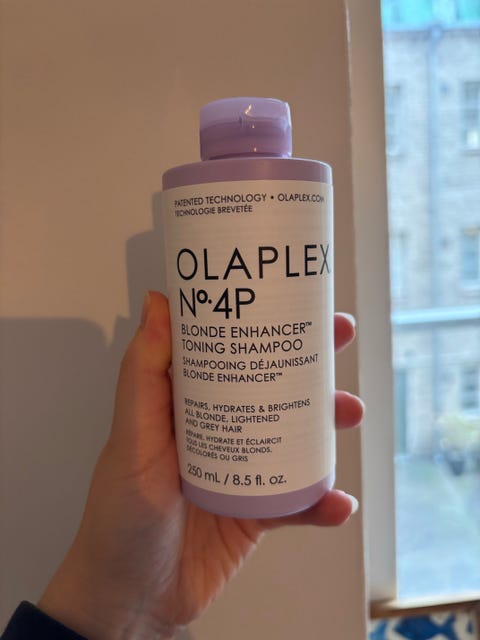 PATENTED TECHNOLOGY • OLAPLEX.COM
TECHNOLOGIE BREVETÉE
OLAPLEX
Nº.4P
BLONDE ENHANCER™
TONING SHAMPOO
SHAMPOOING DÉJAUNISSANT
BLONDE ENHANCER™
REPAIRS, HYDRATES & BRIGHTENS
ALL BLONDE, LIGHTENED
AND GREY HAIR
RÉPARE, HYDRATE ET ÉCLAIRCIT
TOUS LES CHEVEUX BLONDS,
DÉCOLORÉS OU GRIS
250 mL / 8.5 fl. oz.